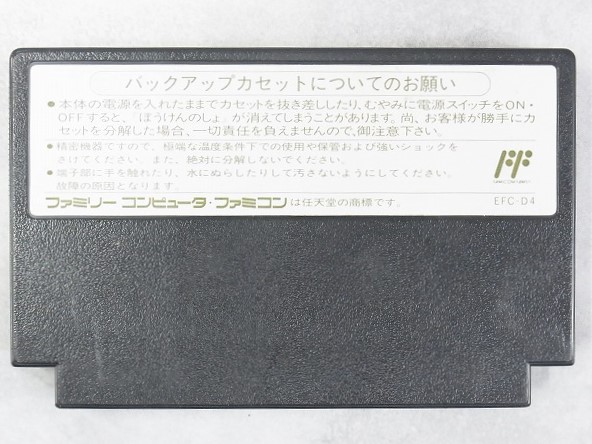 バックアップカセットについてのお願い
●本体の電源を入れたままでカセットを抜き差ししたり、むやみに電源スイッチをON・
OFFすると、「ぼうけんのしょ」が消えてしまうことがあります。尚、お客様が勝手にカ
セットを分解した場合、一切責任を負えませんので、御注意下さい。
●精密機器ですので、極端な温度条件下での使用や保管および強いショックを
さけてください。また、絶対に分解しないでください。
●端子部に手を触れたり、水にぬらしたりして汚さないようにしてください。
故障の原因となります。
ファミリー コンピュータ・ファミコンは任天堂の商標です。
EFC-D4